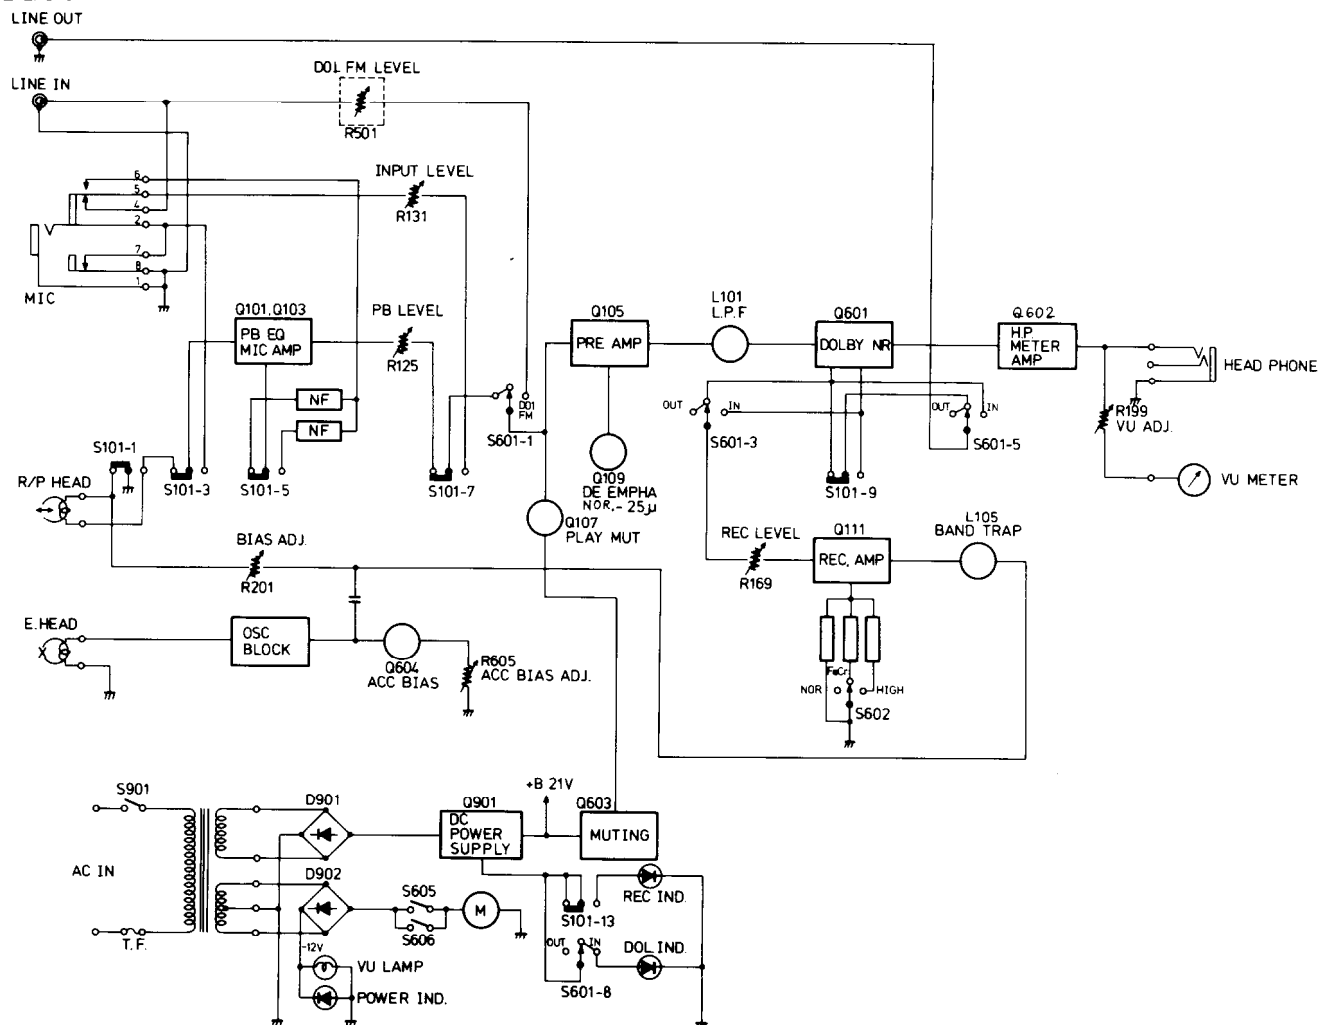 LINE OUT
LINE IN
DOL FM LEVEL
R501
INPUT LEVEL
R131
6
5
4
2
7
8
1
MIC
Q101, Q103
PB EQ
MIC AMP
PB LEVEL
R125
NF
NF
DOL
FM
S601-1
Q105
PRE AMP
L101
L.P.F
Q601
DOLBY NR
Q602
H.P.
METER
AMP
HEAD PHONE
R199
VU ADJ.
VU METER
OUT
IN
S601-3
OUT
IN
S601-5
S101-1
R/P HEAD
S101-3
S101-5
S101-7
Q109
DE EMPHA
NOR,-25μ
S101-9
Q107
PLAY MUT
BIAS ADJ.
R201
REC LEVEL
R169
Q111
REC, AMP
L105
BAND TRAP
E.HEAD
OSC
BLOCK
Q604
ACC BIAS
R605
ACC BIAS ADJ.
FeCr
NOR
HIGH
S602
S901
AC IN
T.F.
D901
D902
-12V
VU LAMP
POWER IND.
Q901
DC
POWER
SUPPLY
+B 21V
Q603
MUTING
S605
S606
M
REC IND.
S101-13
OUT
IN
DOL.IND.
S601-8